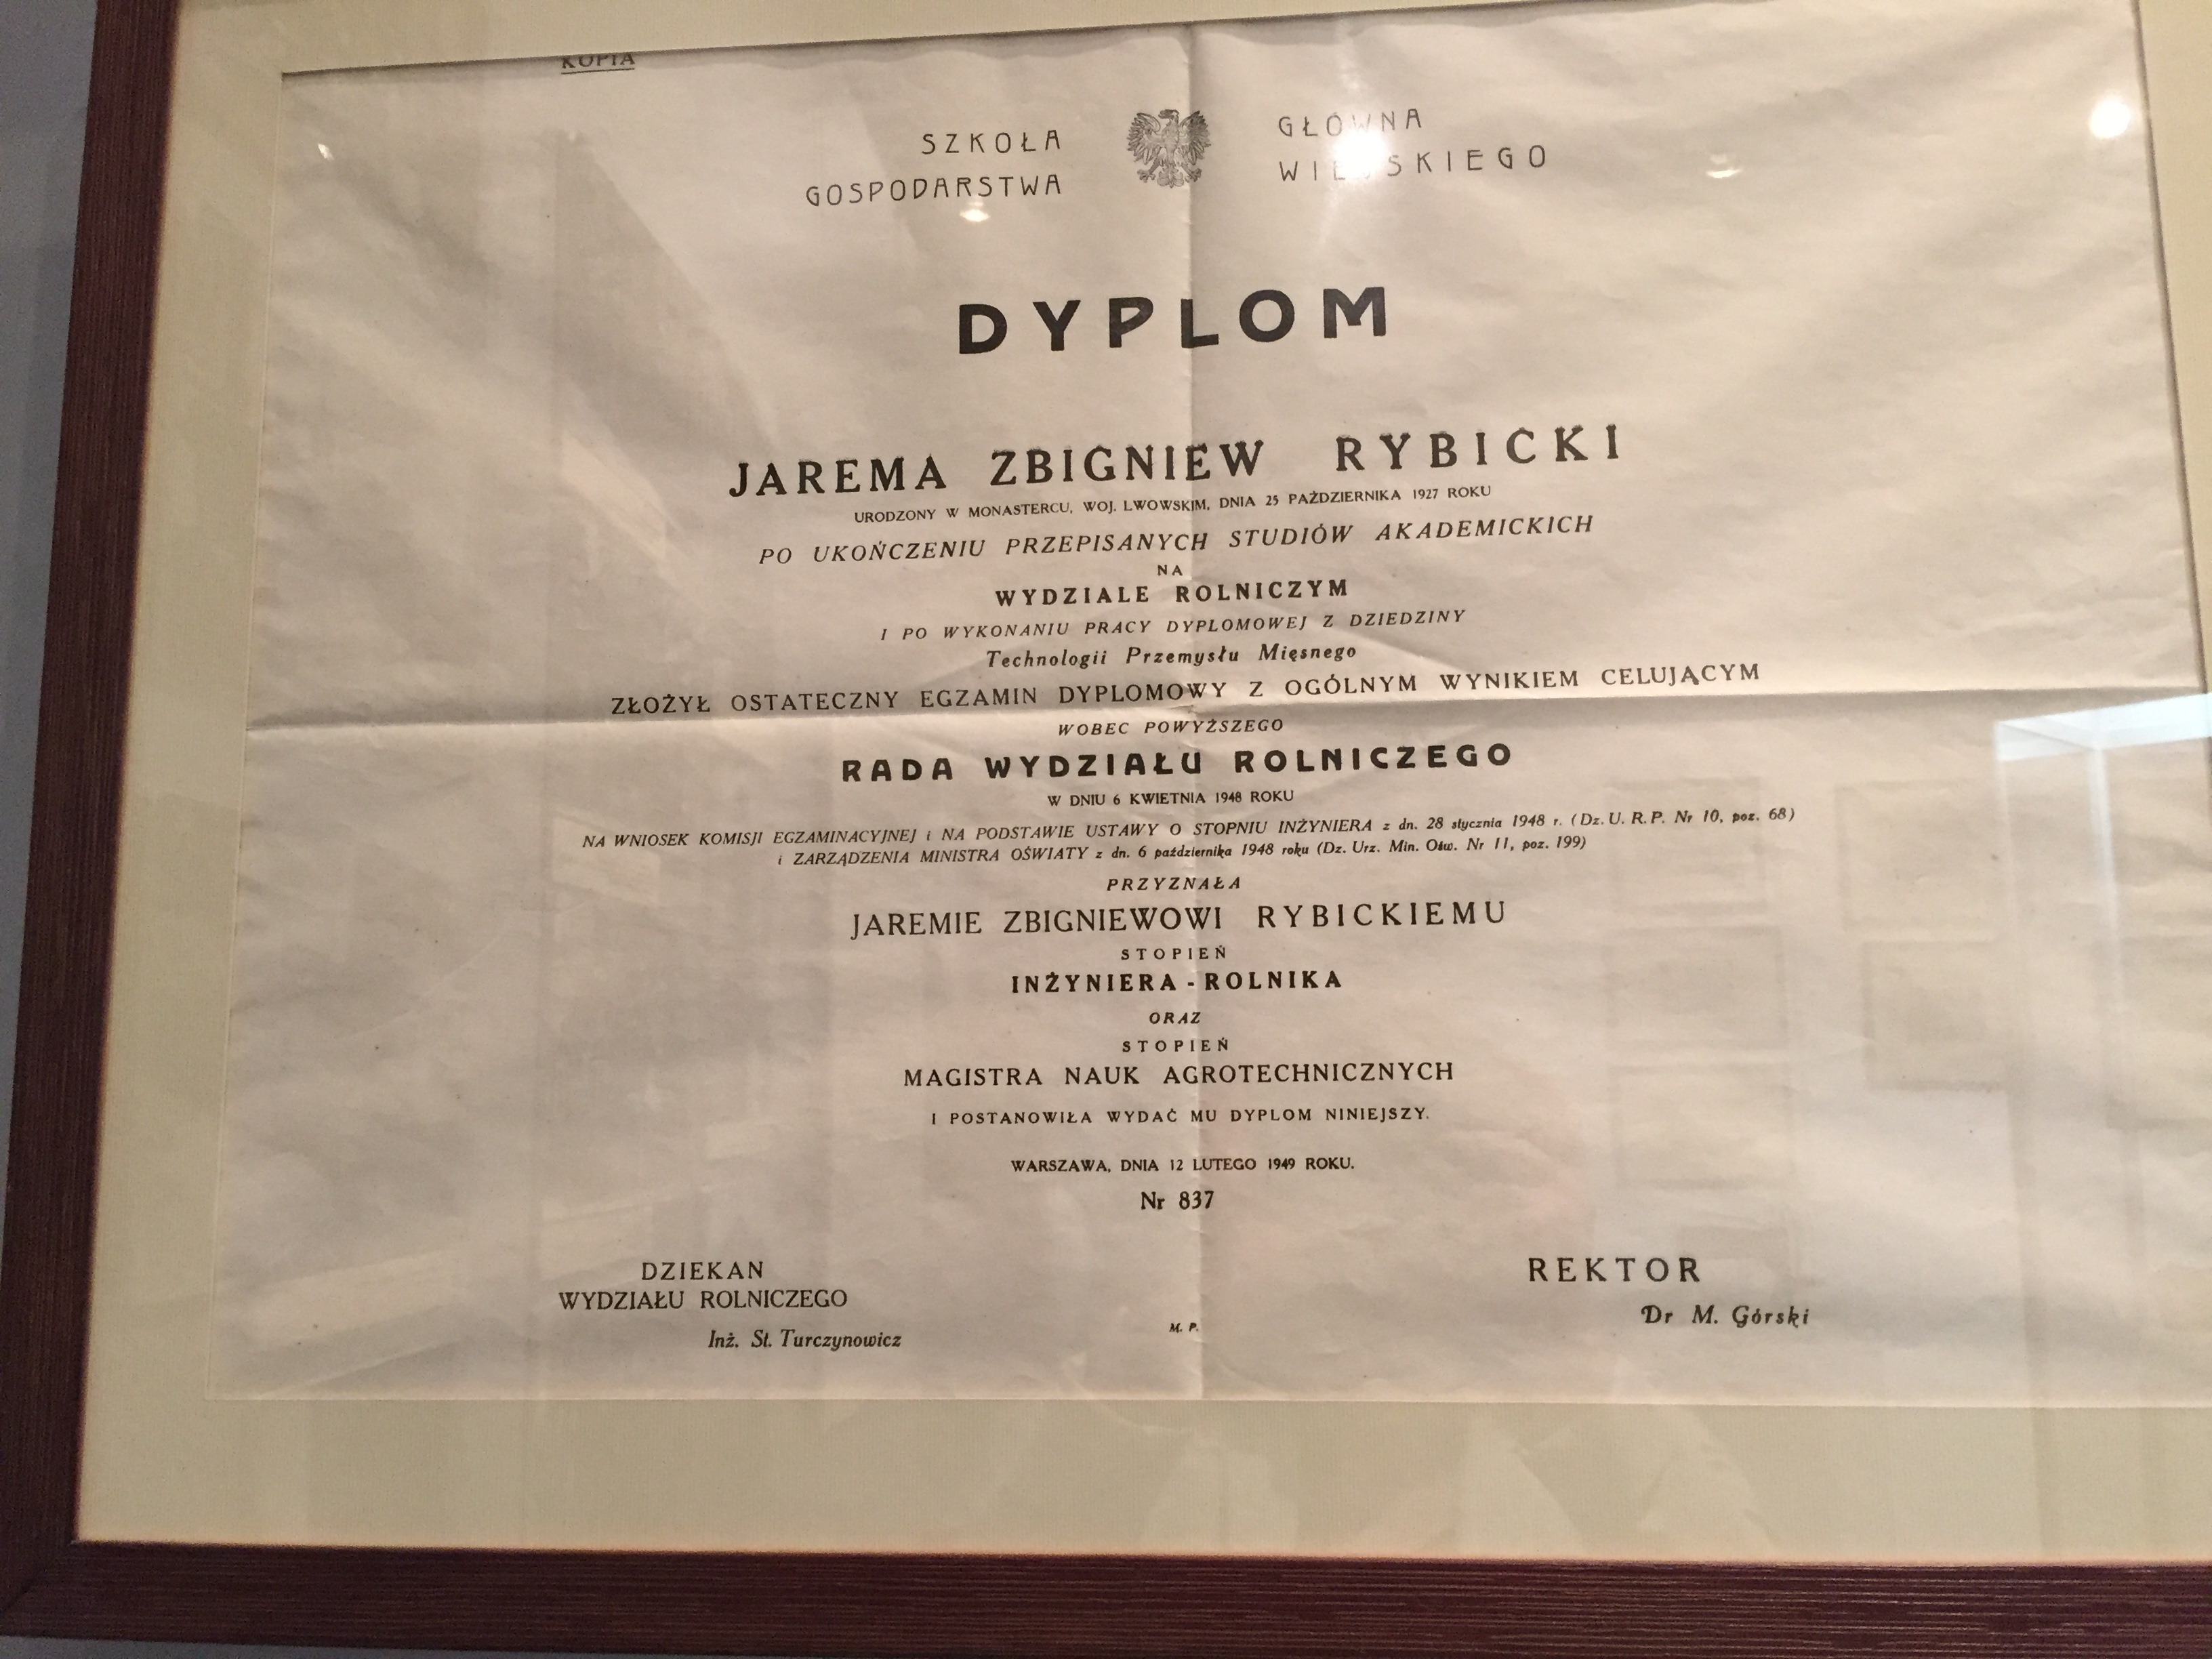 KOPIA
SZKOŁA GŁÓWNA
GOSPODARSTWA WIEJSKIEGO
DYPLOM
JAREMA ZBIGNIEW RYBICKI
URODZONY W MONASTERCU, WOJ. LWOWSKIM, DNIA 25 PAŹDZIERNIKA 1927 ROKU
PO UKOŃCZENIU PRZEPISANYCH STUDIÓW AKADEMICKICH
NA
WYDZIALE ROLNICZYM
I PO WYKONANIU PRACY DYPLOMOWEJ Z DZIEDZINY
Technologii Przemysłu Mięsnego
ZŁOŻYŁ OSTATECZNY EGZAMIN DYPLOMOWY Z OGÓLNYM WYNIKIEM CELUJĄCYM
WOBEC POWYŻSZEGO
RADA WYDZIAŁU ROLNICZEGO
W DNIU 6 KWIETNIA 1948 ROKU
NA WNIOSEK KOMISJI EGZAMINACYJNEJ i NA PODSTAWIE USTAWY O STOPNIU INŻYNIERA z dn. 28 stycznia 1948 r. (Dz. U. R. P. Nr 10, poz. 68)
i ZARZĄDZENIA MINISTRA OŚWIATY z dn. 6 października 1948 roku (Dz. Urz. Min. Ośw. Nr 11, poz. 199)
PRZYZNAŁA
JAREMIE ZBIGNIEWOWI RYBICKIEMU
STOPIEŃ
INŻYNIERA - ROLNIKA
ORAZ
STOPIEŃ
MAGISTRA NAUK AGROTECHNICZNYCH
I POSTANOWIŁA WYDAĆ MU DYPLOM NINIEJSZY.
WARSZAWA, DNIA 12 LUTEGO 1949 ROKU.
Nr 837
DZIEKAN
WYDZIAŁU ROLNICZEGO
Inż. St. Turczynowicz
M. P.
REKTOR
Dr M. Górski